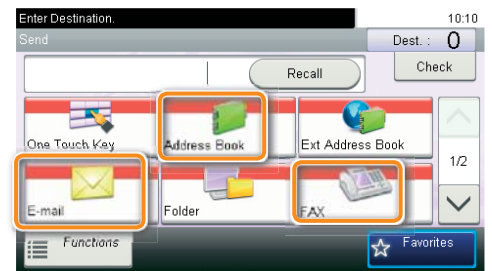 Enter Destination. 10:10
Send Dest. : 0
Recall Check
One Touch Key Address Book Ext Address Book
1/2
E-mail Folder FAX
Functions Favorites